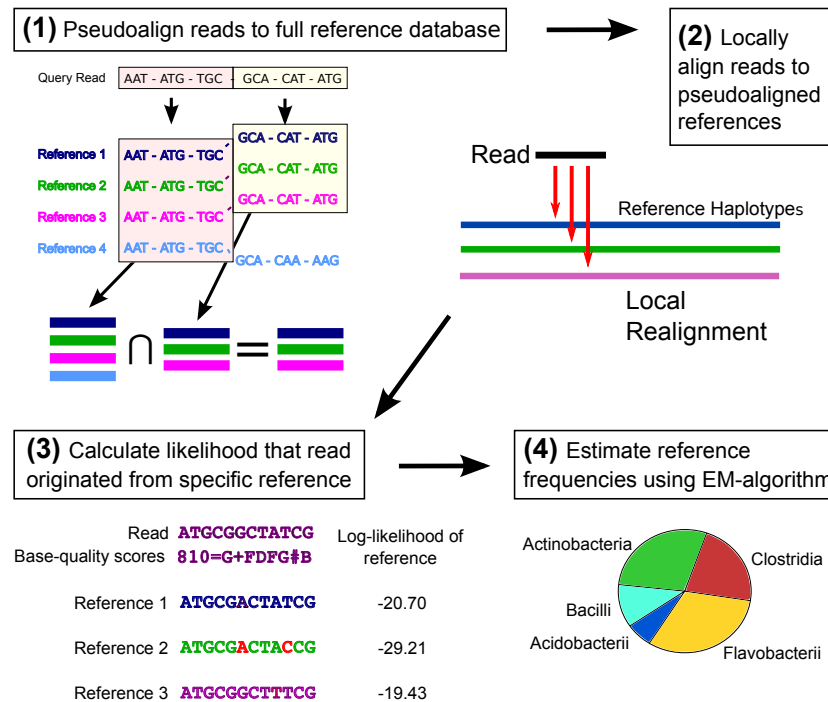 (1) Pseudoalign reads to full reference database
(2) Locally
align reads to
pseudoaligned
references
Query Read AAT - ATG - TGC - GCA - CAT - ATG
Reference 1 AAT - ATG - TGC GCA - CAT - ATG
Reference 2 AAT - ATG - TGC GCA - CAT - ATG
Reference 3 AAT - ATG - TGC GCA - CAT - ATG
Reference 4 AAT - ATG - TGC GCA - CAA - AAG
∩ =
Read
Reference Haplotypes
Local
Realignment
(3) Calculate likelihood that read
originated from specific reference
(4) Estimate reference
frequencies using EM-algorithm
Read ATGCGGCTATCG
Base-quality scores 810=G+FDFG#B
Log-likelihood of
reference
Reference 1 ATGCGACTATCG -20.70
Reference 2 ATGCGACTACCG -29.21
Reference 3 ATGCGGCTTTCG -19.43
Actinobacteria
Clostridia
Bacilli
Acidobacterii
Flavobacterii